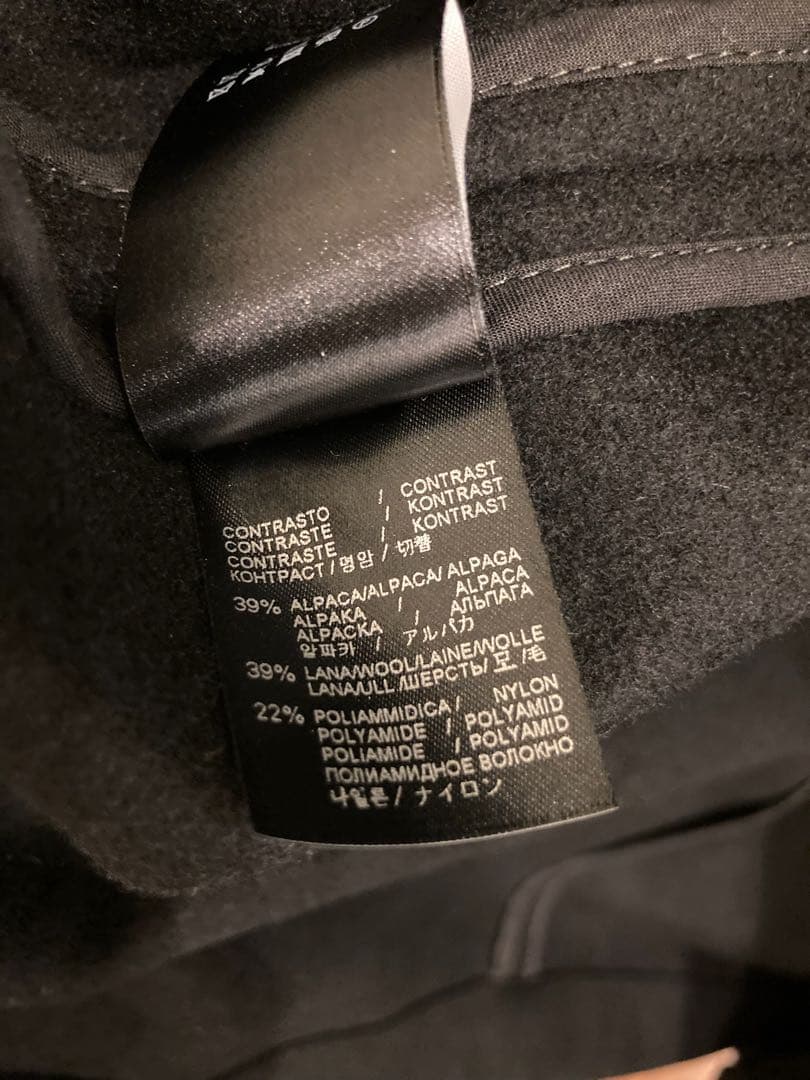 CONTRASTO / CONTRAST
CONTRASTE / KONTRAST
CONTRASTE / KONTRAST
КОНТРАСТ / 명암 / 切替
39% ALPACA/ALPACA/ALPAGA
ALPAKA / ALPACA
ALPACKA / АЛЬПАГА
알파카 / アルパカ
39% LANA/WOOL/LAINE/WOLLE
LANA/ULL/ШЕРСТЬ/모/毛
22% POLIAMMIDICA/ NYLON
POLYAMIDE / POLYAMID
POLIAMIDE / POLYAMID
ПОЛИАМИДНОЕ ВОЛОКНО
나일론 / ナイロン